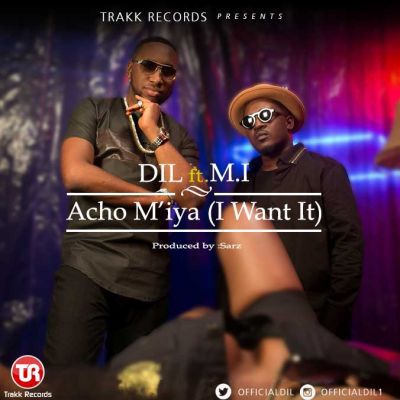 TRAKK RECORDS PRESENTS
DIL ft. M.I
Acho M'iya (I Want It)
Produced by :Sarz
TR
Trakk Records
OFFICIALDIL OFFICIALDIL1